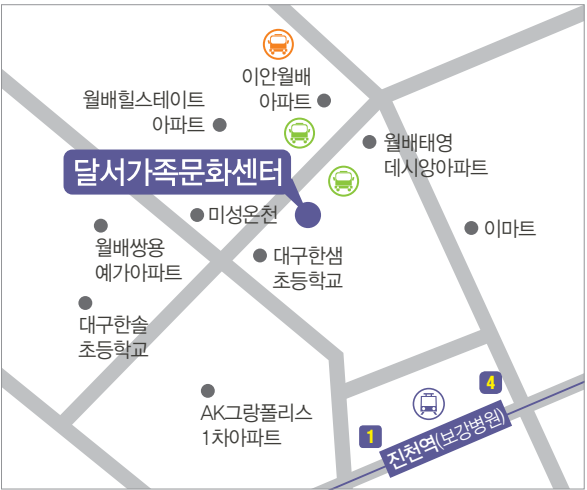 이안월배
아파트
월배힐스테이트
아파트
월배태영
데시앙아파트
달서가족문화센터
미성온천
이마트
월배쌍용
예가아파트
대구한샘
초등학교
대구한솔
초등학교
AK그랑폴리스
1차아파트
4
1
진천역(보강병원)